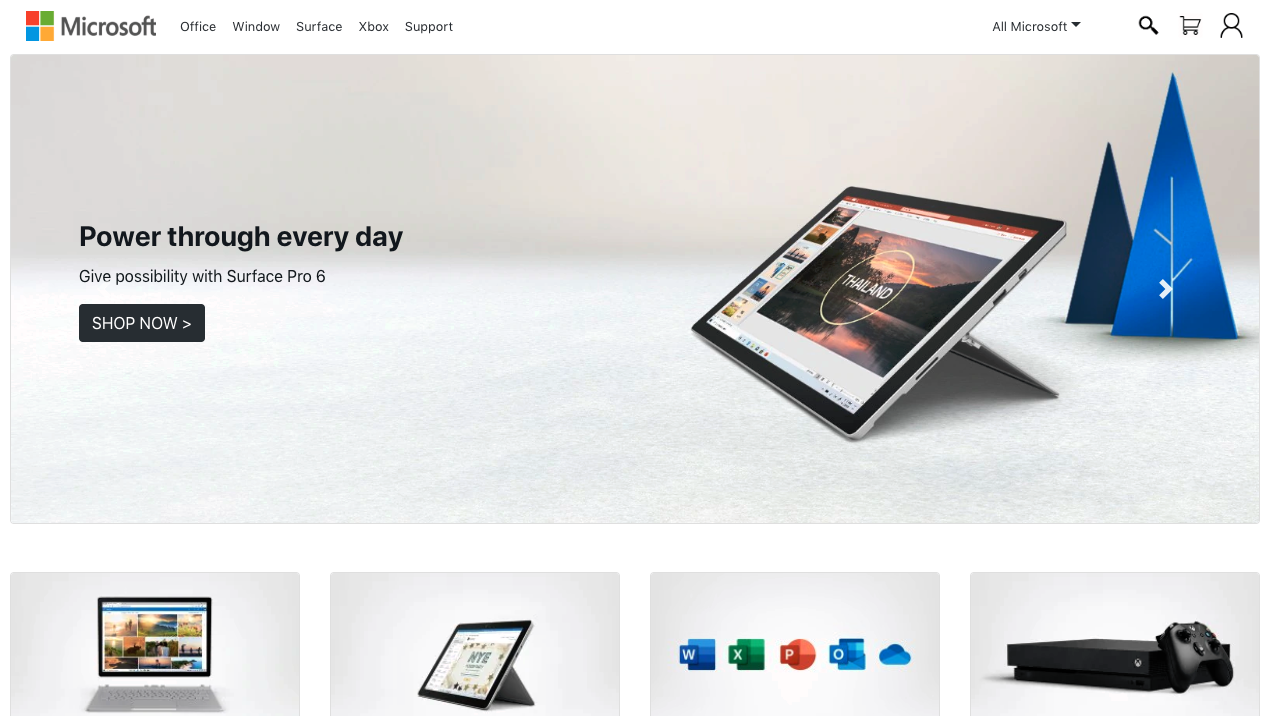 Microsoft
Office
Window
Surface
Xbox
Support
All Microsoft
Power through every day
Give possibility with Surface Pro 6
SHOP NOW >
THAILAND
NYE
W
X
P
O